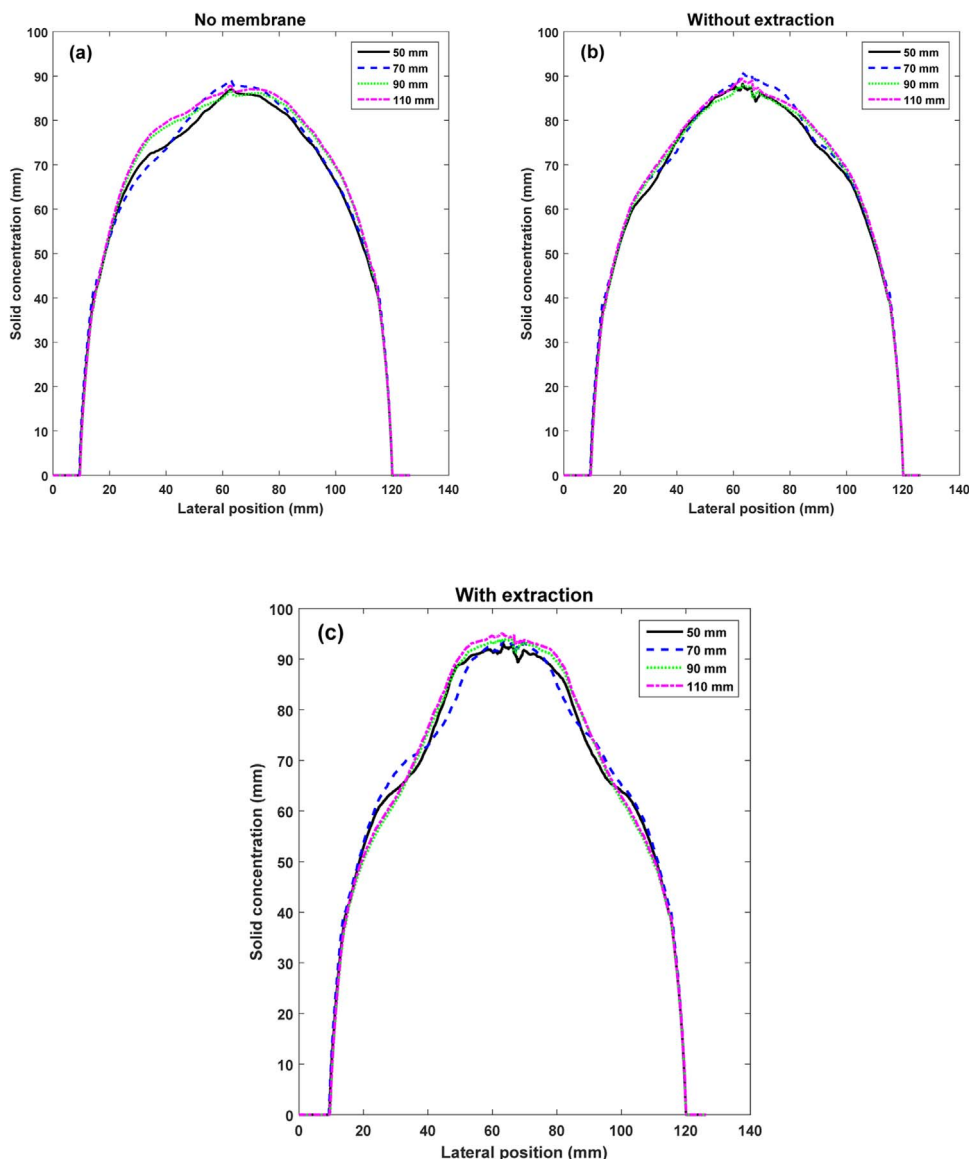 No membrane
(a)
50 mm
70 mm
90 mm
110 mm
Solid concentration (mm)
100
90
80
70
60
50
40
30
20
10
0
0 20 40 60 80 100 120 140
Lateral position (mm)
Without extraction
(b)
50 mm
70 mm
90 mm
110 mm
Solid concentration (mm)
100
90
80
70
60
50
40
30
20
10
0
0 20 40 60 80 100 120 140
Lateral position (mm)
With extraction
(c)
50 mm
70 mm
90 mm
110 mm
Solid concentration (mm)
100
90
80
70
60
50
40
30
20
10
0
0 20 40 60 80 100 120 140
Lateral position (mm)